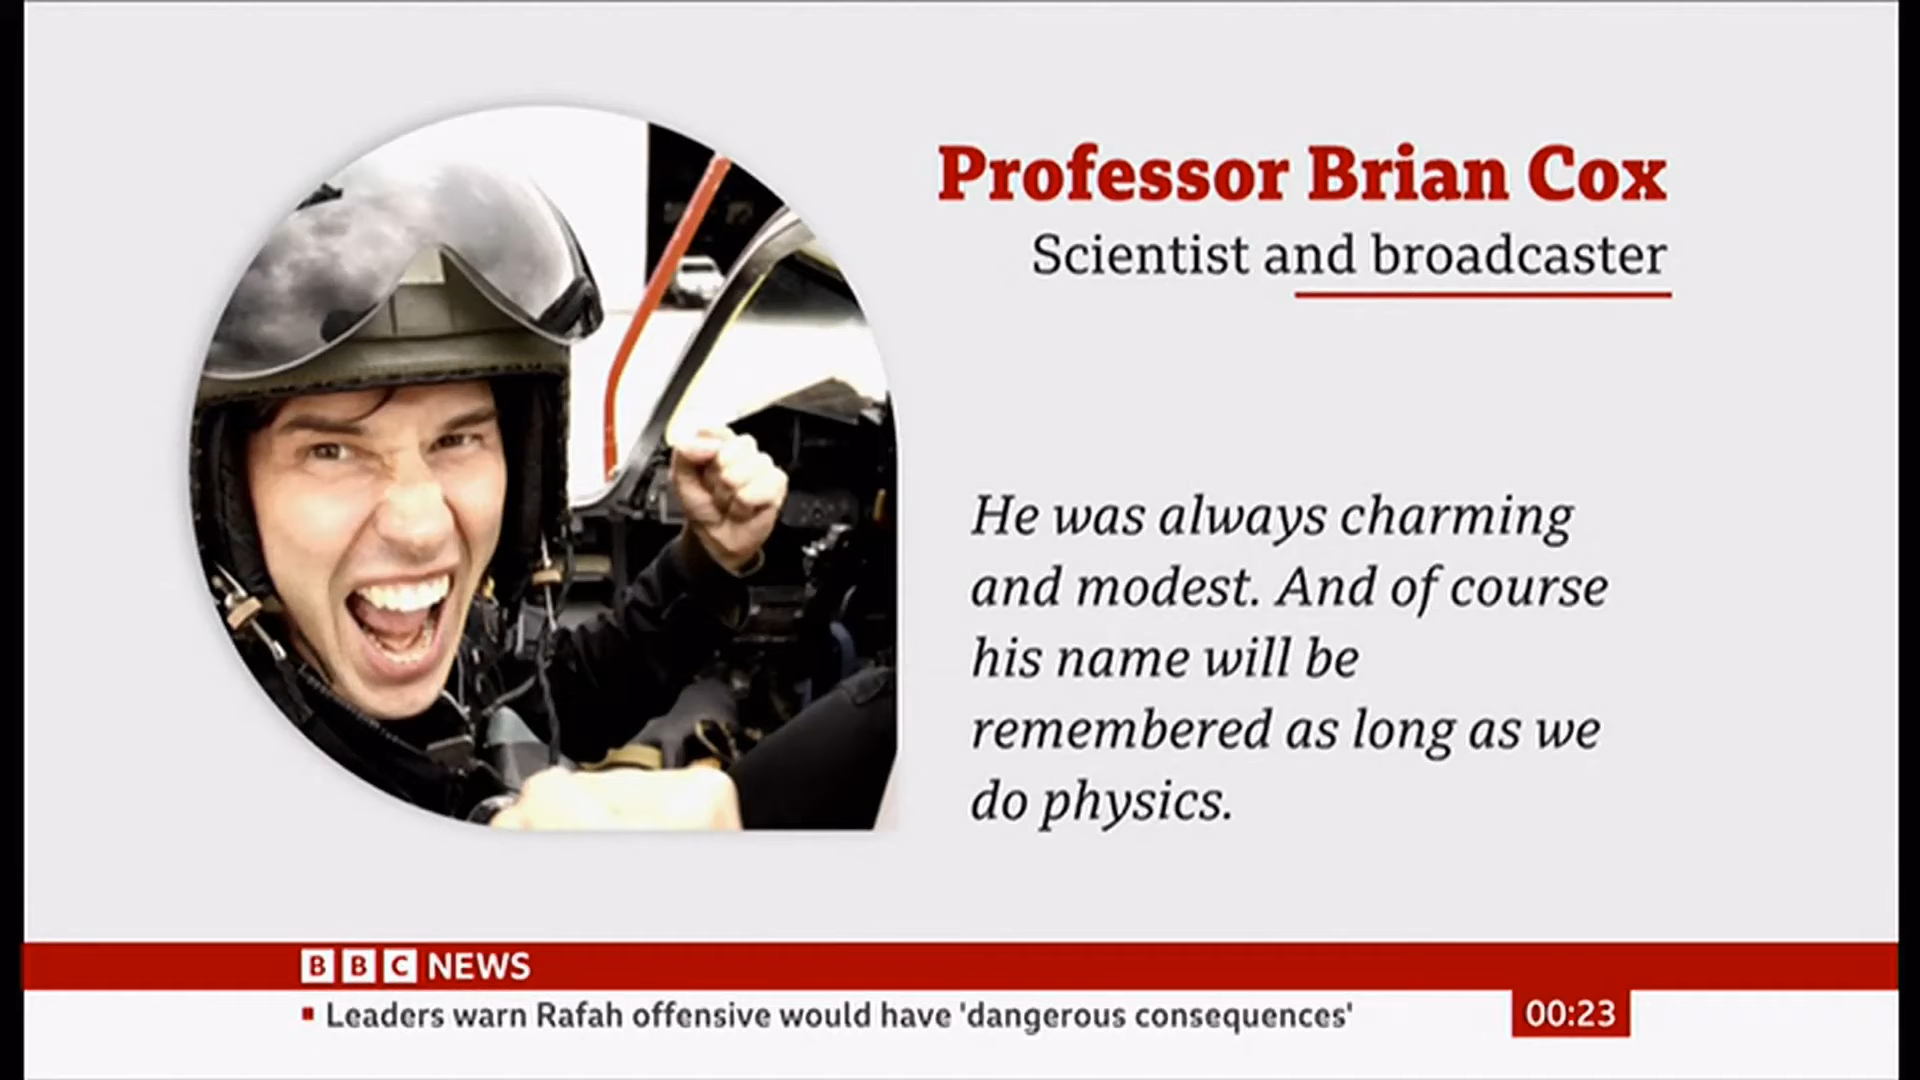 Professor Brian Cox
Scientist and broadcaster
He was always charming
and modest. And of course
his name will be
remembered as long as we
do physics.
BBC NEWS
Leaders warn Rafah offensive would have 'dangerous consequences'
00:23